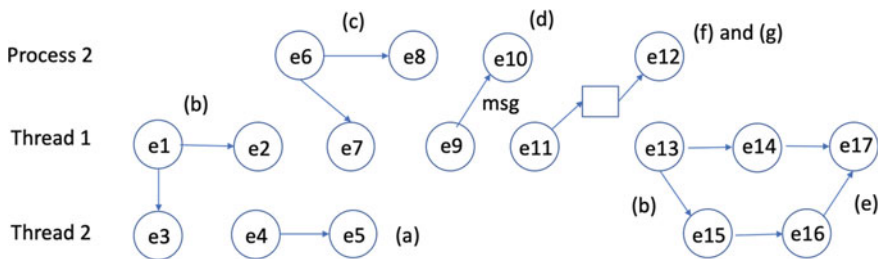 (c) (d) (f) and (g)
Process 2 e6 e8 e10 e12
(b) msg
Thread 1 e1 e2 e7 e9 e11 e13 e14 e17
(b) (e)
Thread 2 e3 e4 e5 (a) e15 e16